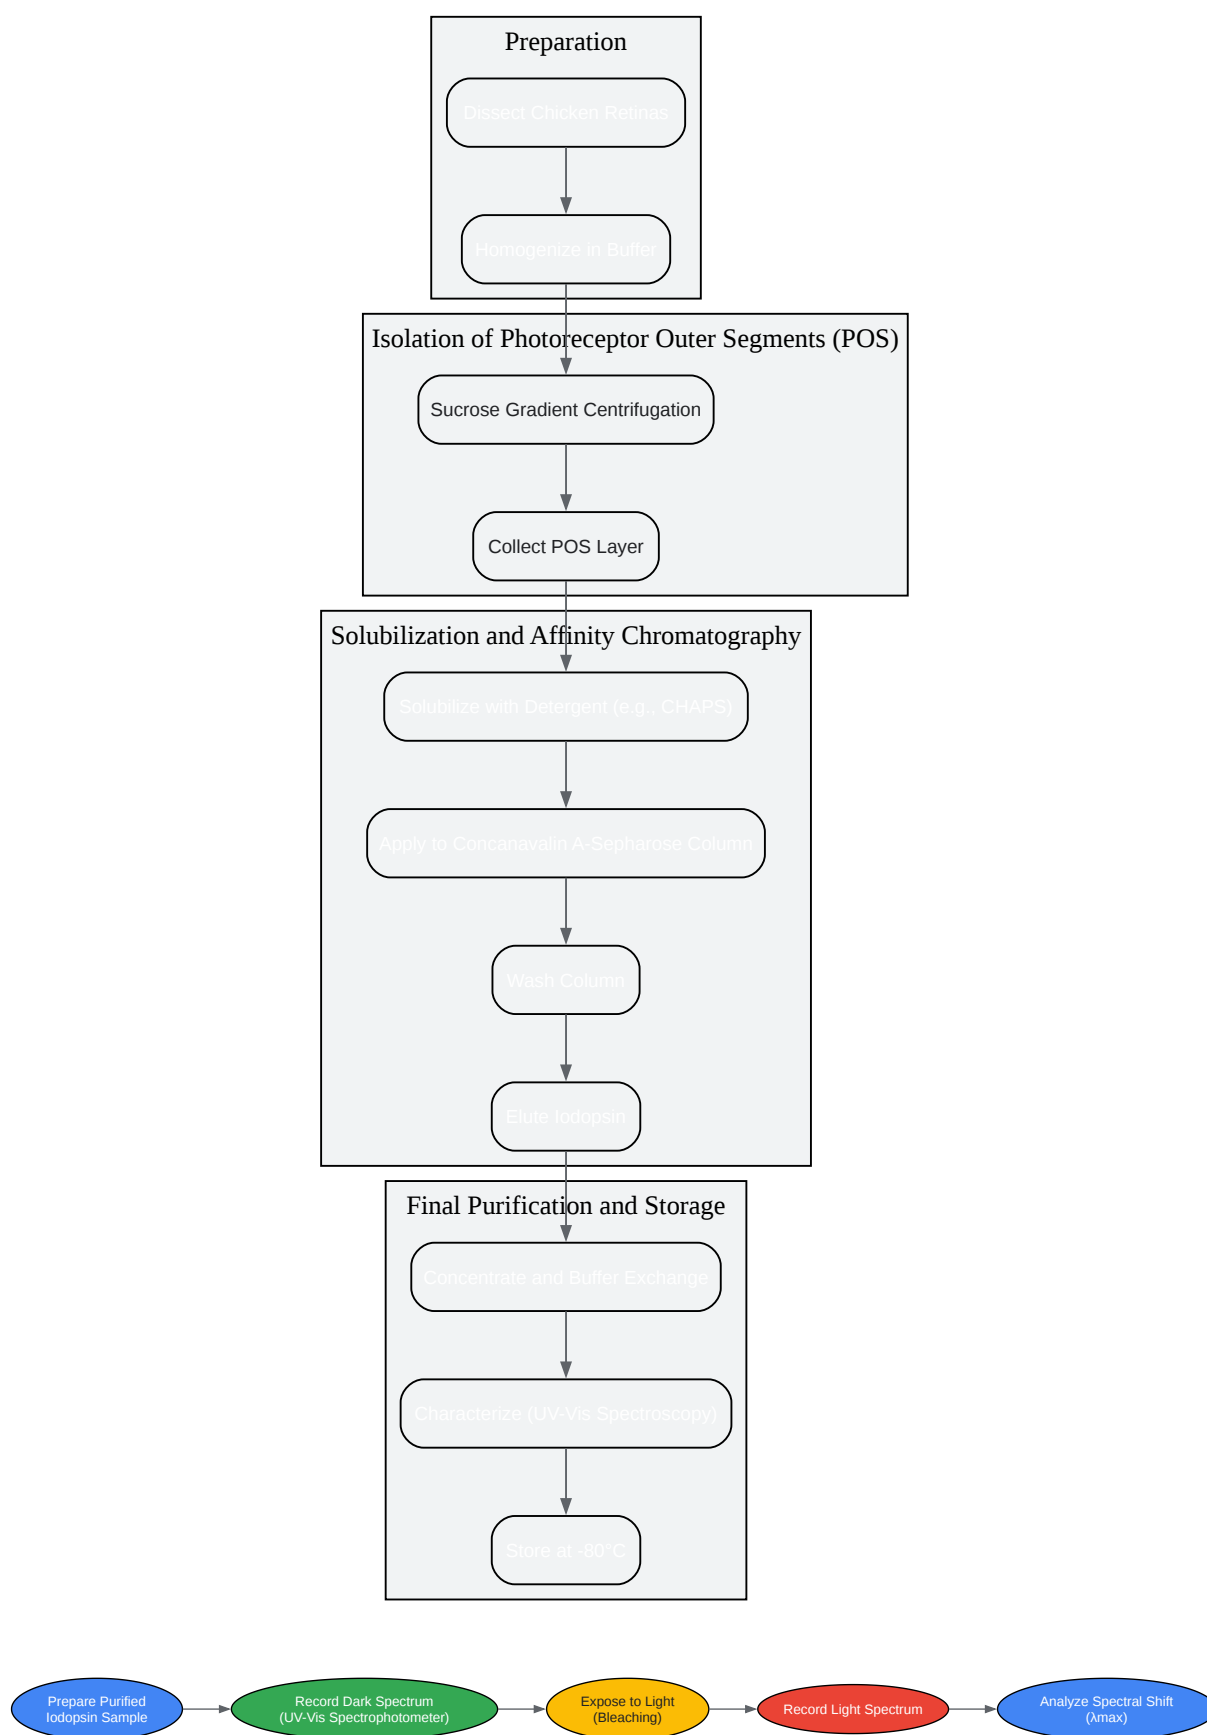 Preparation
Dissect Chicken Retinas
Homogenize in Buffer
Isolation of Photoreceptor Outer Segments (POS)
Sucrose Gradient Centrifugation
Collect POS Layer
Solubilization and Affinity Chromatography
Solubilize with Detergent (e.g., CHAPS)
Apply to Concanavalin A-Sepharose Column
Wash Column
Elute Iodopsin
Final Purification and Storage
Concentrate and Buffer Exchange
Characterize (UV-Vis Spectroscopy)
Store at -80°C
Prepare Purified
Iodopsin Sample
Record Dark Spectrum
(UV-Vis Spectrophotometer)
Expose to Light
(Bleaching)
Record Light Spectrum
Analyze Spectral Shift
(λmax)